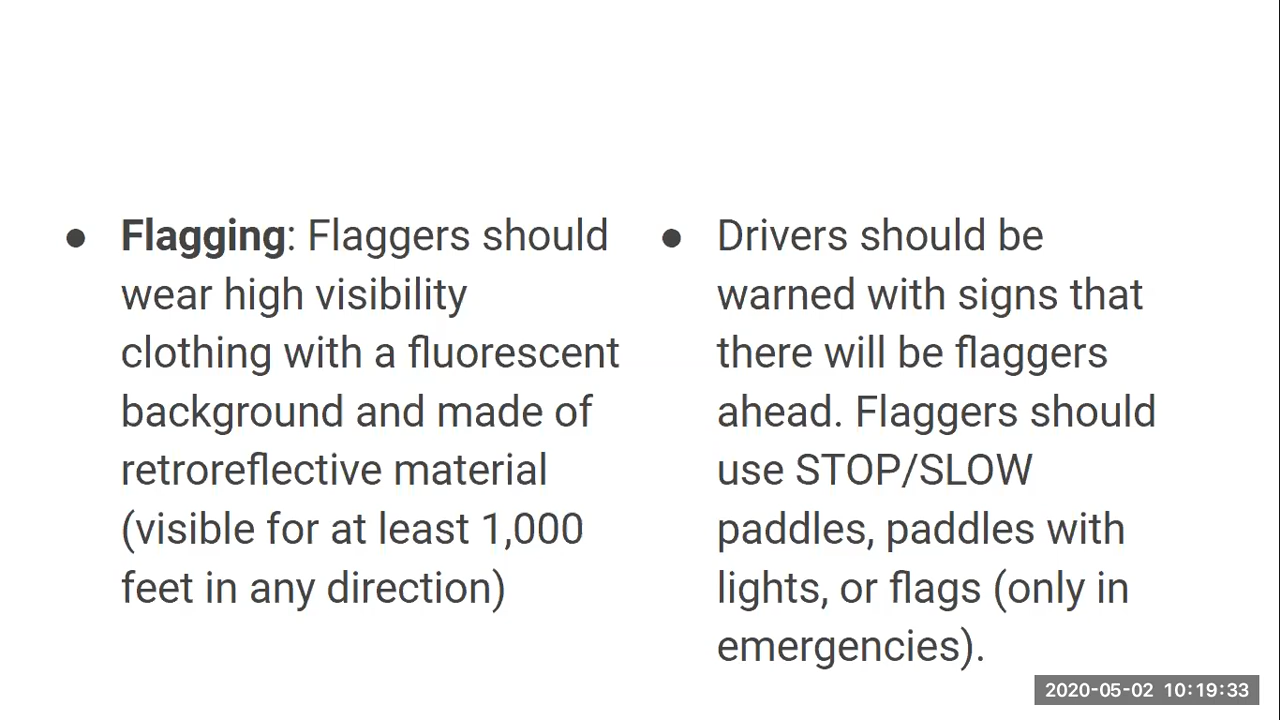 ● Flagging: Flaggers should
wear high visibility
clothing with a fluorescent
background and made of
retroreflective material
(visible for at least 1,000
feet in any direction)
● Drivers should be
warned with signs that
there will be flaggers
ahead. Flaggers should
use STOP/SLOW
paddles, paddles with
lights, or flags (only in
emergencies).
2020-05-02 10:19:33